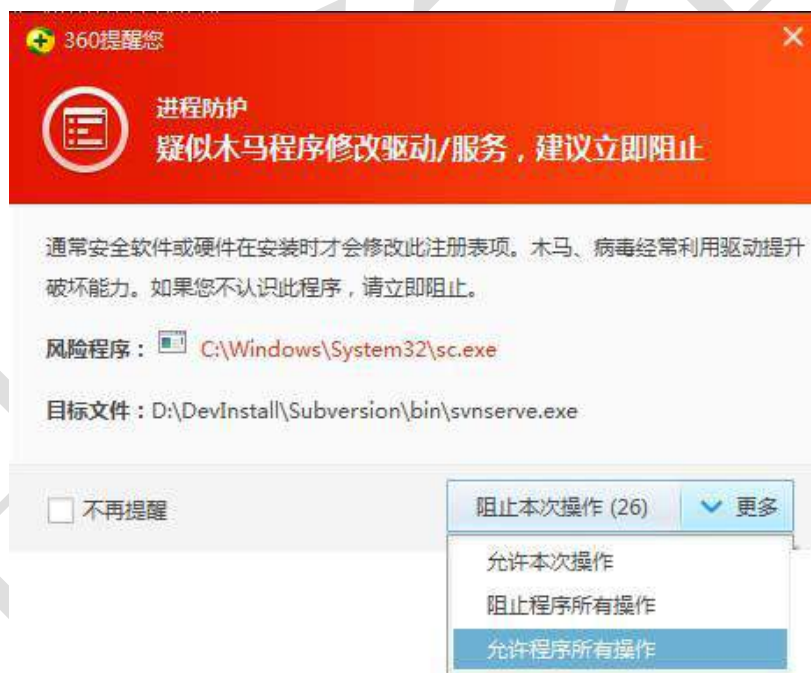 360提醒您
进程防护
疑似木马程序修改驱动/服务，建议立即阻止
通常安全软件或硬件在安装时才会修改此注册表项。木马、病毒经常利用驱动提升
破坏能力。如果您不认识此程序，请立即阻止。
风险程序： C:\Windows\System32\sc.exe
目标文件：D:\DevInstall\Subversion\bin\svnserve.exe
不再提醒
阻止本次操作 (26)
更多
允许本次操作
阻止程序所有操作
允许程序所有操作